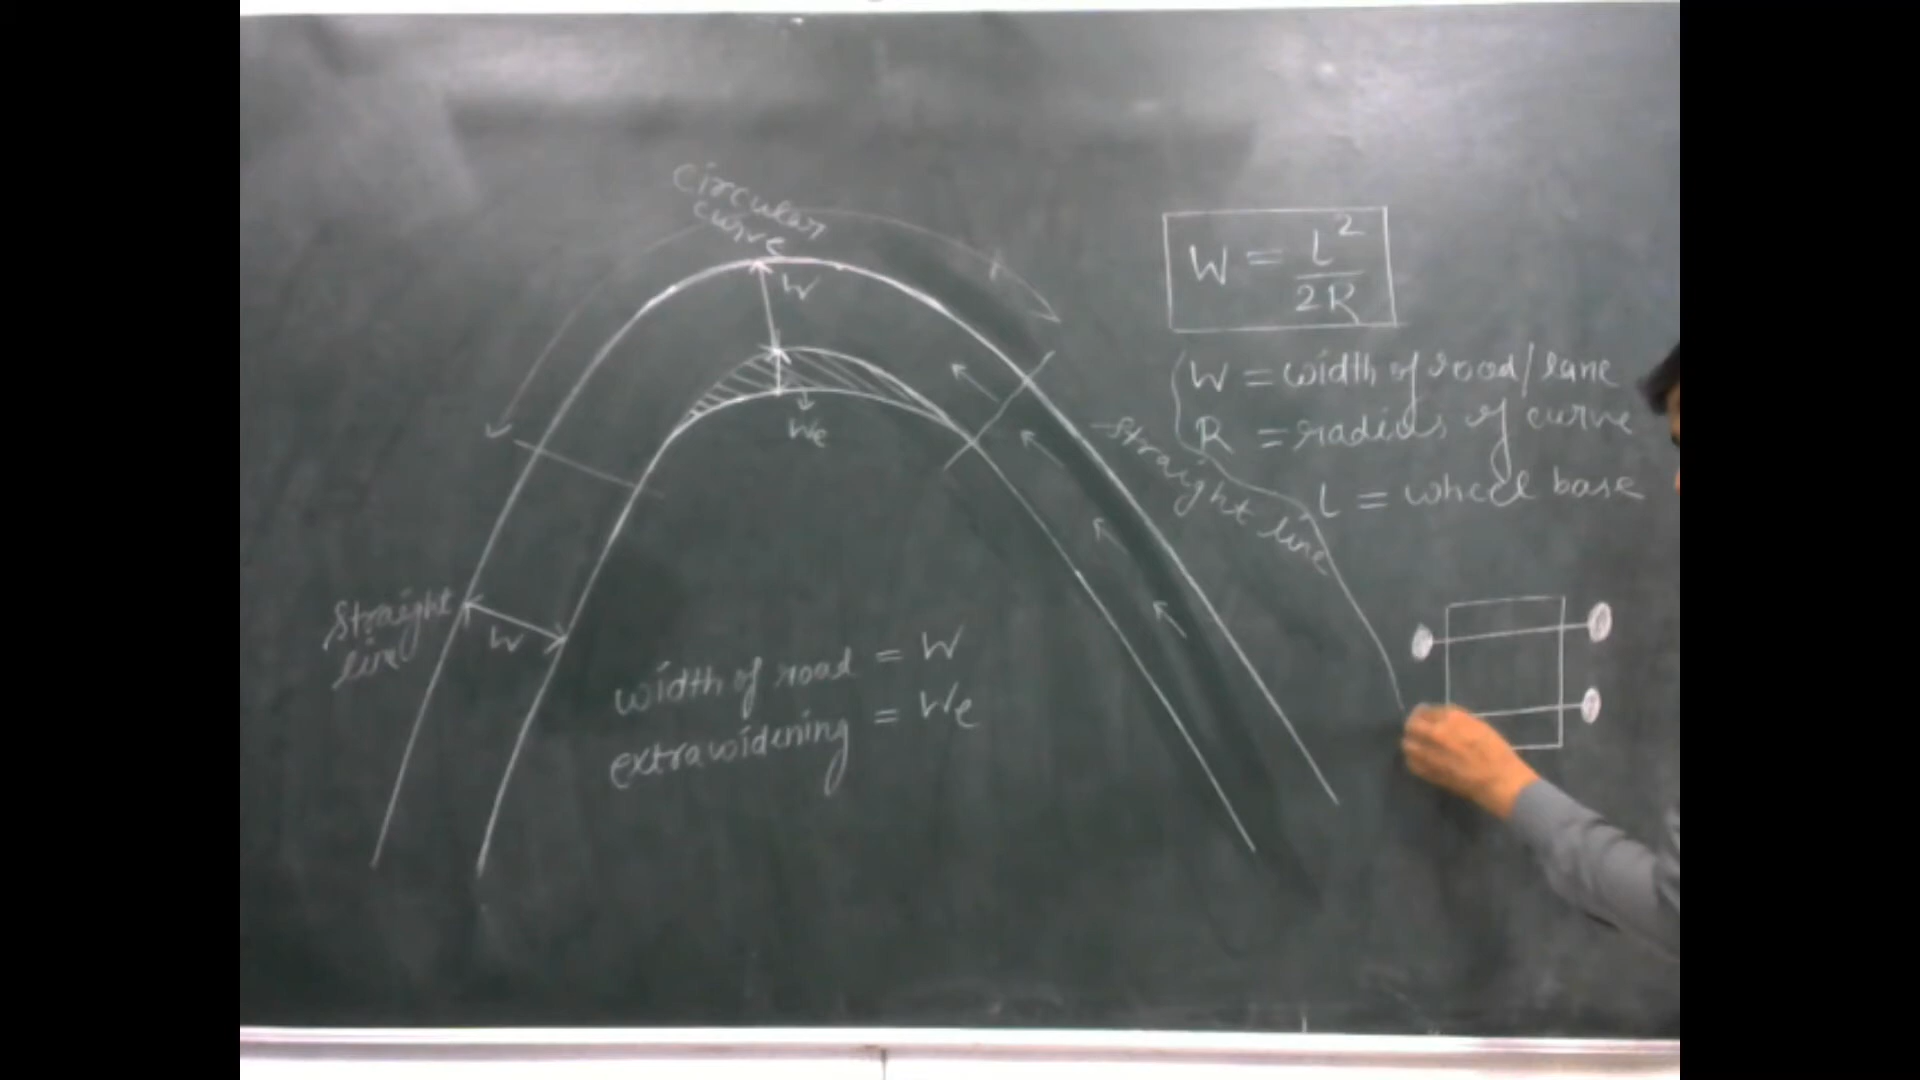 circular
curve
W
We
W = l²/2R
W = width of road/lane
R = radius of curve
l = wheel base
straight line
straight
line
W
width of road = W
extrawidening = We